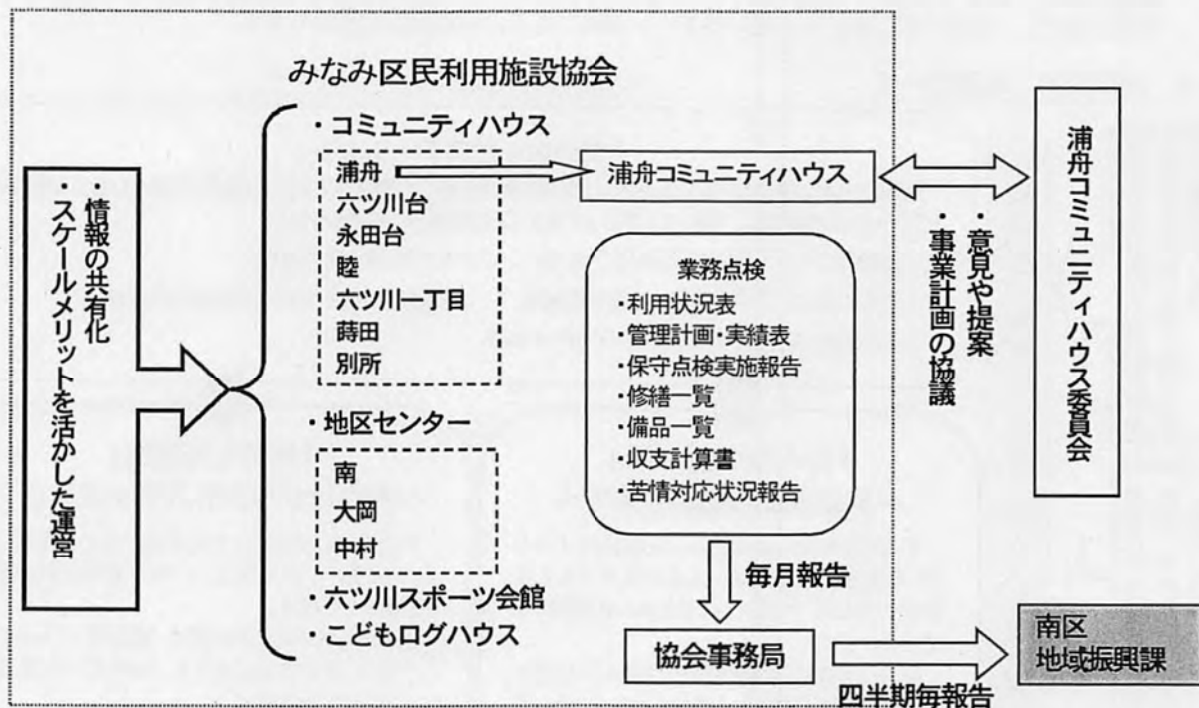 みなみ区民利用施設協会
・情報の共有化
・スケールメリットを活かした運営
・コミュニティハウス
浦舟
六ツ川台
永田台
睦
六ツ川一丁目
蒔田
別所
・地区センター
南
大岡
中村
・六ツ川スポーツ会館
・こどもログハウス
浦舟コミュニティハウス
業務点検
・利用状況表
・管理計画・実績表
・保守点検実施報告
・修繕一覧
・備品一覧
・収支計算書
・苦情対応状況報告
毎月報告
協会事務局
四半期毎報告
・意見や提案
・事業計画の協議
浦舟コミュニティハウス委員会
南区
地域振興課